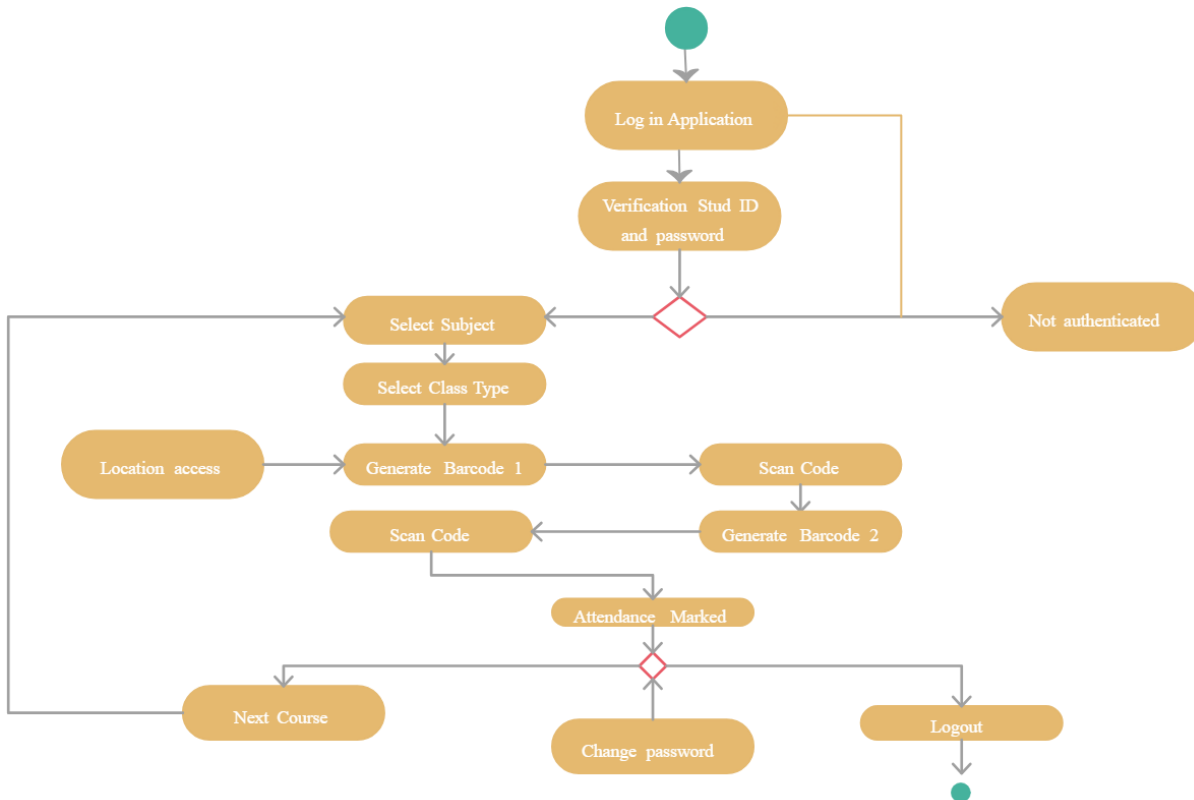 Log in Application
Verification Stud ID
and password
Select Subject
Not authenticated
Select Class Type
Location access
Generate Barcode 1
Scan Code
Scan Code
Generate Barcode 2
Attendance Marked
Next Course
Change password
Logout